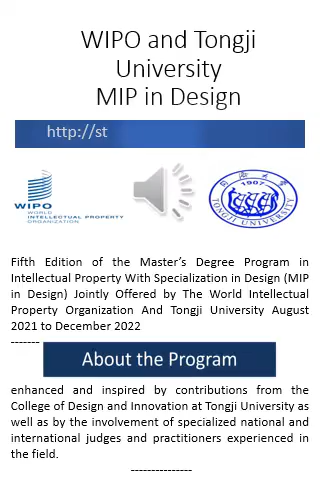 WIPO and Tongji
University
MIP in Design
http://st
WIPO
WORLD
INTELLECTUAL PROPERTY
ORGANIZATION
1907
TONGJI UNIVERSITY
Fifth Edition of the Master’s Degree Program in
Intellectual Property With Specialization in Design (MIP
in Design) Jointly Offered by The World Intellectual
Property Organization And Tongji University August
2021 to December 2022
-------
About the Program
enhanced and inspired by contributions from the
College of Design and Innovation at Tongji University as
well as by the involvement of specialized national and
international judges and practitioners experienced in
the field.
---------------